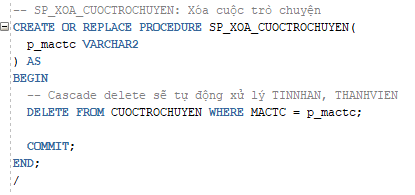 -- SP_XOA_CUOCTROCHUYEN: Xóa cuộc trò chuyện
CREATE OR REPLACE PROCEDURE SP_XOA_CUOCTROCHUYEN(
  p_mactc VARCHAR2
) AS
BEGIN
  -- Cascade delete sẽ tự động xử lý TINNHAN, THANHVIEN
  DELETE FROM CUOCTROCHUYEN WHERE MACTC = p_mactc;
  COMMIT;
END;
/